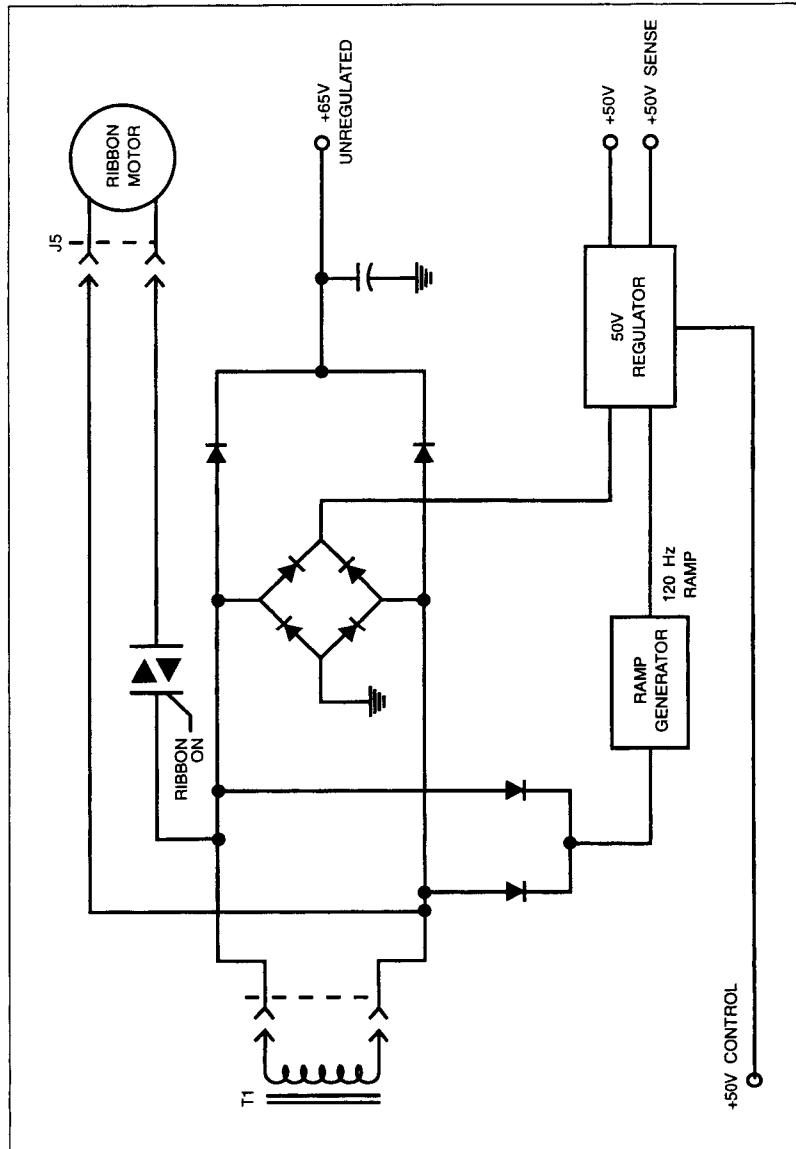 T1
J5
RIBBON
MOTOR
RIBBON
ON
+65V
UNREGULATED
RAMP
GENERATOR
120 Hz
RAMP
50V
REGULATOR
+50V
+50V SENSE
+50V CONTROL